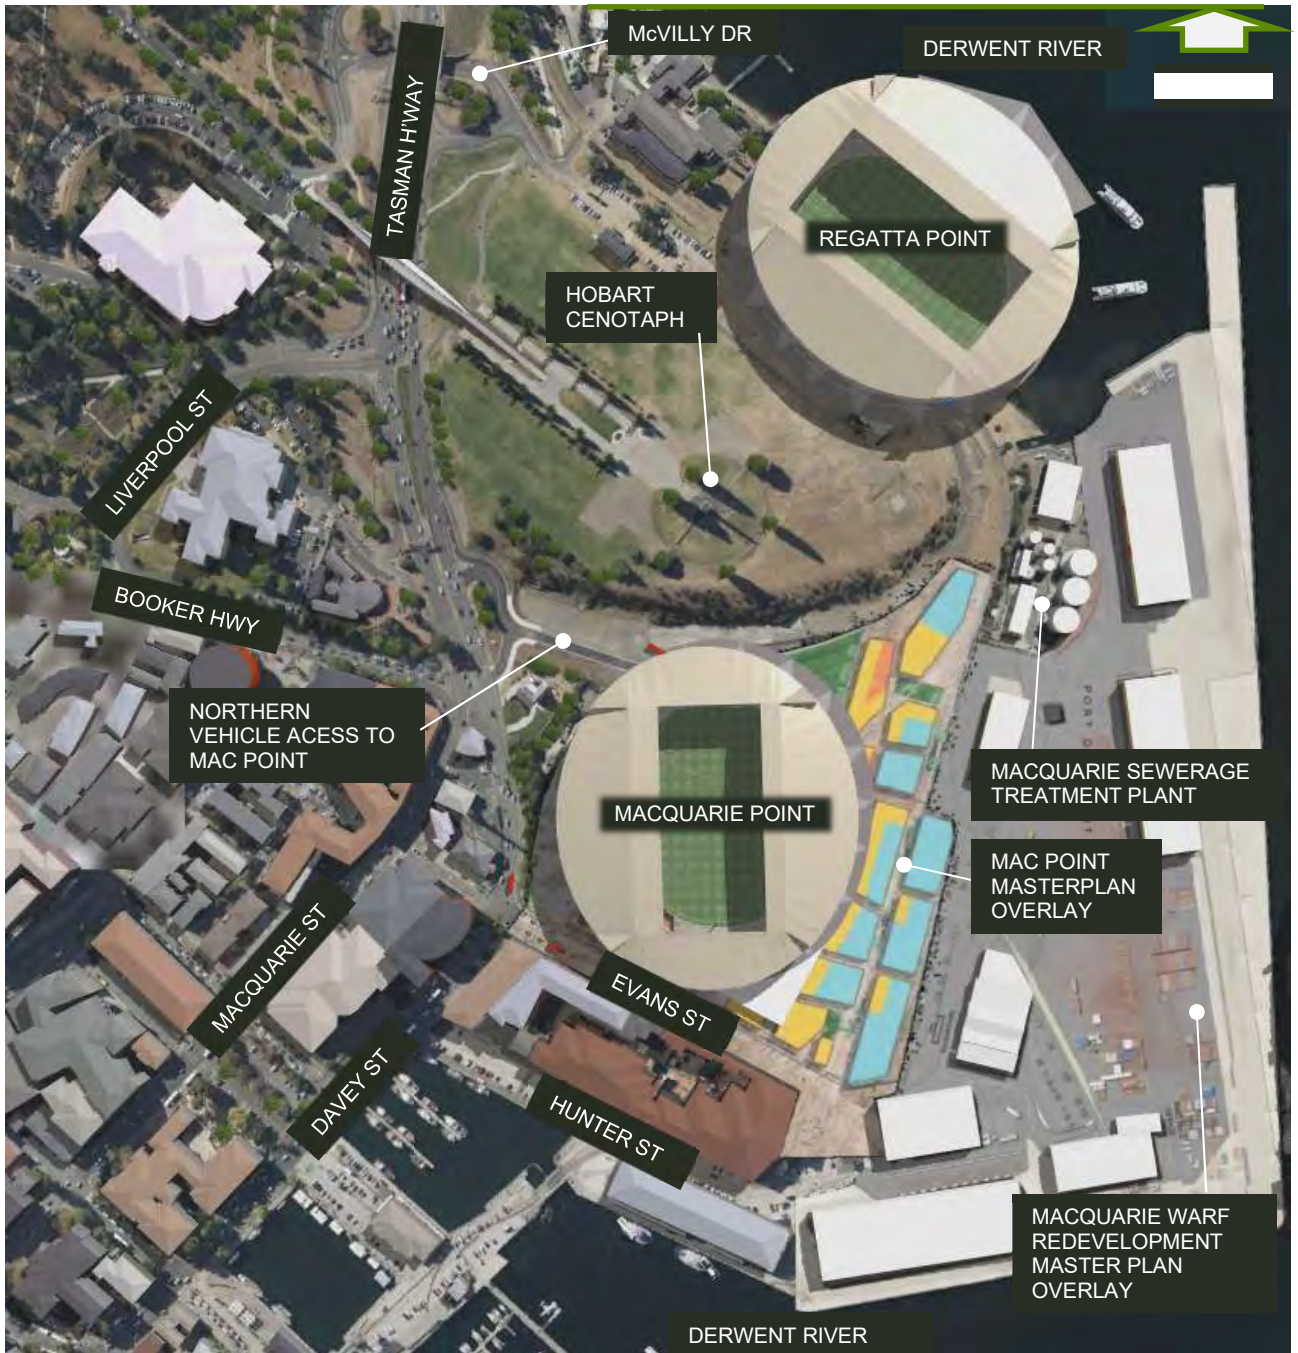 McVILLY DR
DERWENT RIVER
TASMAN H'WAY
REGATTA POINT
HOBART
CENOTAPH
LIVERPOOL ST
BOOKER HWY
NORTHERN
VEHICLE ACESS TO
MAC POINT
MACQUARIE POINT
MACQUARIE SEWERAGE
TREATMENT PLANT
MAC POINT
MASTERPLAN
OVERLAY
MACQUARIE ST
EVANS ST
DAVEY ST
HUNTER ST
MACQUARIE WARF
REDEVELOPMENT
MASTER PLAN
OVERLAY
DERWENT RIVER